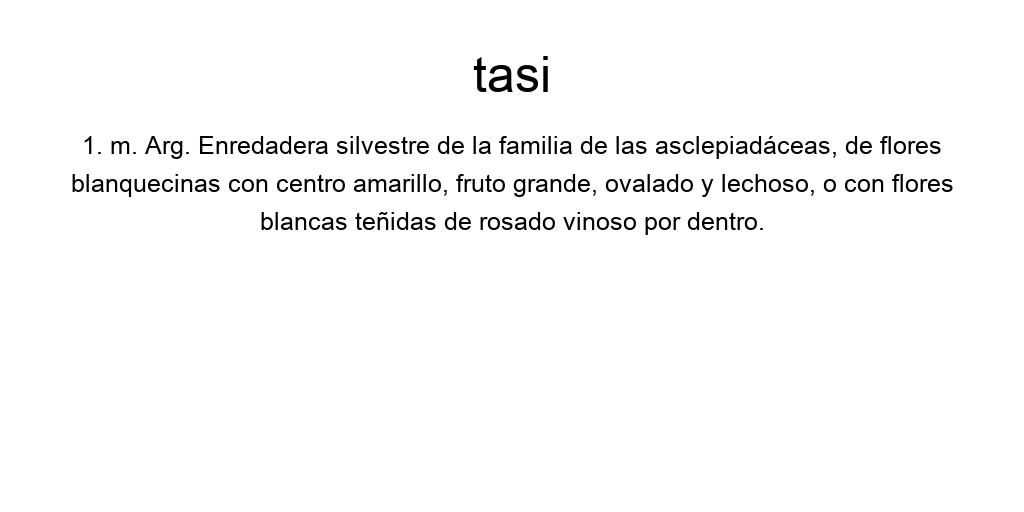 tasi
1. m. Arg. Enredadera silvestre de la familia de las asclepiadáceas, de flores
blanquecinas con centro amarillo, fruto grande, ovalado y lechoso, o con flores
blancas teñidas de rosado vinoso por dentro.